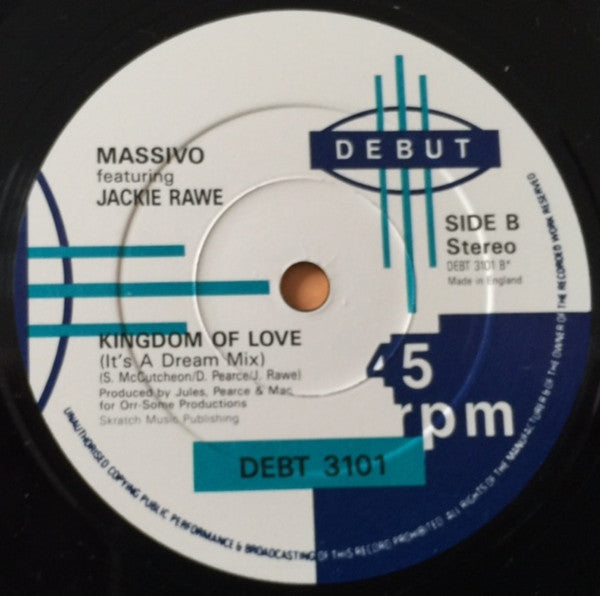 DEBUT
MASSIVO
featuring
JACKIE RAWE
SIDE B
Stereo
DEBT 3101 B*
Made in England
KINGDOM OF LOVE
(It's A Dream Mix)
(S. McCutcheon/D. Pearce/J. Rawe)
Produced by Jules, Pearce & Mac
for Orr-Some Productions
Skratch Music Publishing
45
rpm
DEBT 3101
UNAUTHORISED COPYING PUBLIC PERFORMANCE & BROADCASTING OF THIS RECORD PROHIBITED. ALL RIGHTS OF THE MANUFACTURER & OF THE OWNER OF THE RECORDED WORK RESERVED